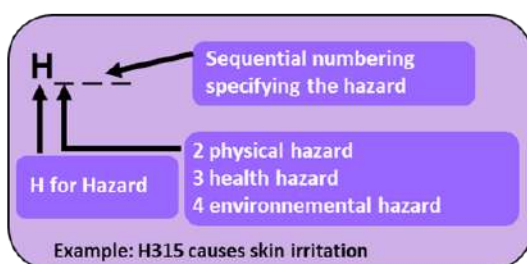 H _ _ _
Sequential numbering
specifying the hazard
H for Hazard
2 physical hazard
3 health hazard
4 environnemental hazard
Example: H315 causes skin irritation